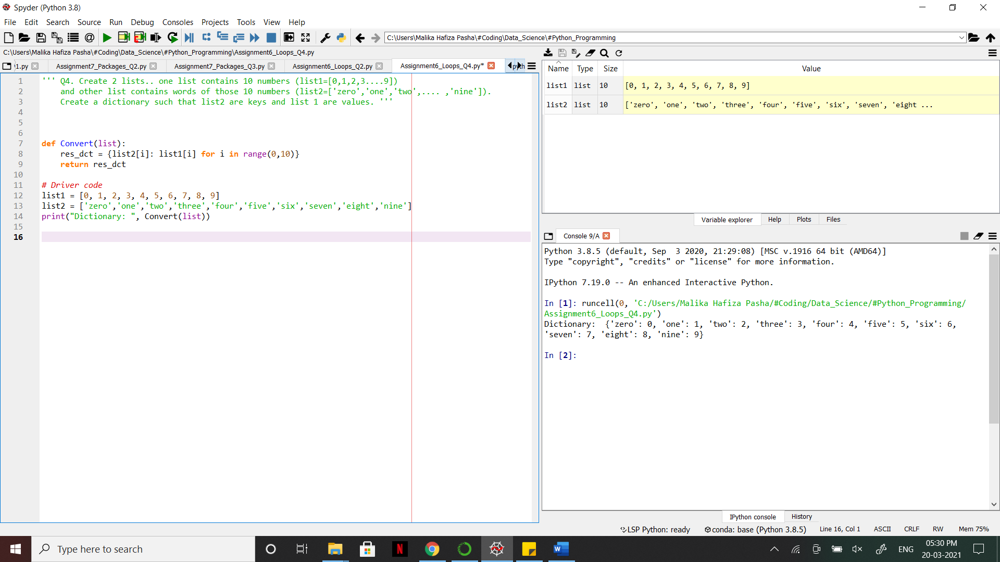 Spyder (Python 3.8)
File Edit Search Source Run Debug Consoles Projects Tools View Help
C:\Users\Malika Hafiza Pasha\#Coding\Data_Science\#Python_Programming
C:\Users\Malika Hafiza Pasha\#Coding\Data_Science\#Python_Programming\Assignment6_Loops_Q4.py
1.py Assignment7_Packages_Q2.py Assignment7_Packages_Q3.py Assignment6_Loops_Q2.py Assignment6_Loops_Q4.py*
1 ''' Q4. Create 2 lists.. one list contains 10 numbers (list1=[0,1,2,3....9])
2 and other list contains words of those 10 numbers (list2=['zero','one','two',.... ,'nine']).
3 Create a dictionary such that list2 are keys and list 1 are values. '''
4
5
6
7 def Convert(list):
8 res_dct = {list2[i]: list1[i] for i in range(0,10)}
9 return res_dct
10
11 # Driver code
12 list1 = [0, 1, 2, 3, 4, 5, 6, 7, 8, 9]
13 list2 = ['zero','one','two','three','four','five','six','seven','eight','nine']
14 print("Dictionary: ", Convert(list))
15
16
Name Type Size Value
list1 list 10 [0, 1, 2, 3, 4, 5, 6, 7, 8, 9]
list2 list 10 ['zero', 'one', 'two', 'three', 'four', 'five', 'six', 'seven', 'eight ...
Variable explorer Help Plots Files
Console 9/A
Python 3.8.5 (default, Sep 3 2020, 21:29:08) [MSC v.1916 64 bit (AMD64)]
Type "copyright", "credits" or "license" for more information.
IPython 7.19.0 -- An enhanced Interactive Python.
In [1]: runcell(0, 'C:/Users/Malika Hafiza Pasha/#Coding/Data_Science/#Python_Programming/
Assignment6_Loops_Q4.py')
Dictionary: {'zero': 0, 'one': 1, 'two': 2, 'three': 3, 'four': 4, 'five': 5, 'six': 6,
'seven': 7, 'eight': 8, 'nine': 9}
In [2]:
IPython console History
LSP Python: ready conda: base (Python 3.8.5) Line 16, Col 1 ASCII CRLF RW Mem 75%
Type here to search
ENG
05:30 PM
20-03-2021